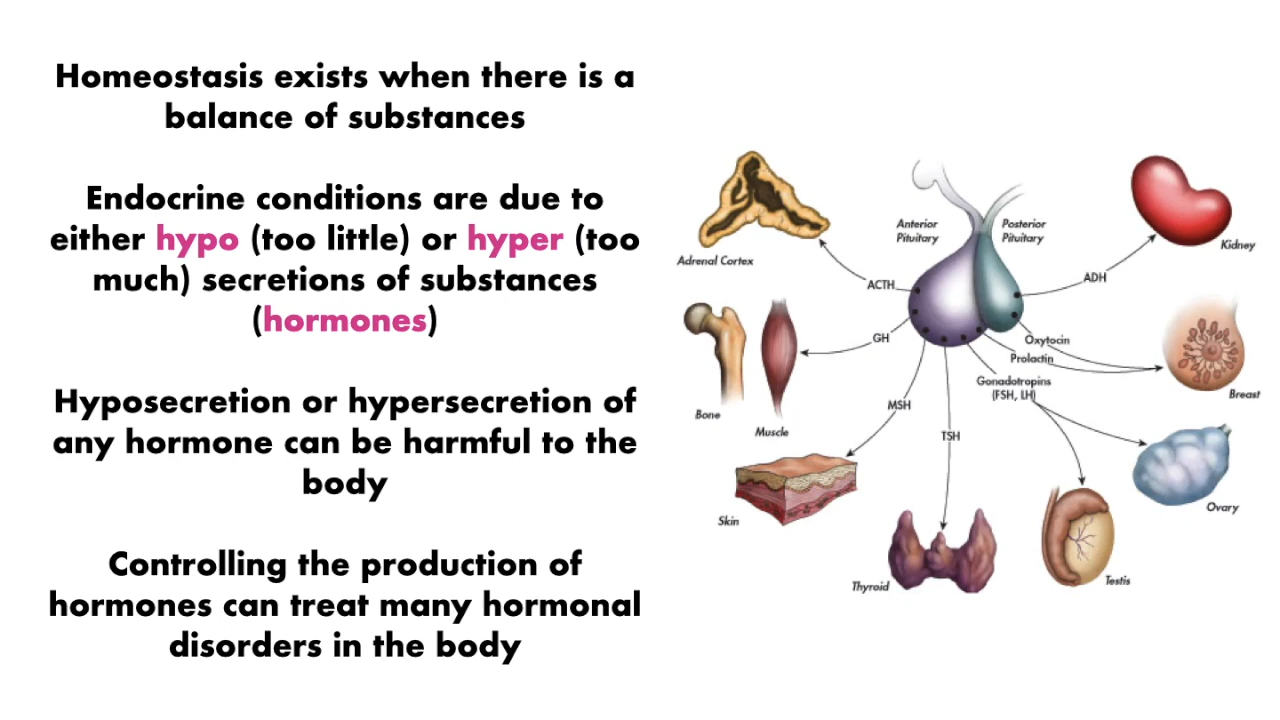 Homeostasis exists when there is a
balance of substances
Endocrine conditions are due to
either hypo (too little) or hyper (too
much) secretions of substances
(hormones)
Hyposecretion or hypersecretion of
any hormone can be harmful to the
body
Controlling the production of
hormones can treat many hormonal
disorders in the body
Anterior
Pituitary
Posterior
Pituitary
Adrenal Cortex
Kidney
ACTH
ADH
GH
Oxytocin
Prolactin
Gonadotropins
(FSH, LH)
Breast
Bone
Muscle
MSH
TSH
Skin
Ovary
Thyroid
Testis